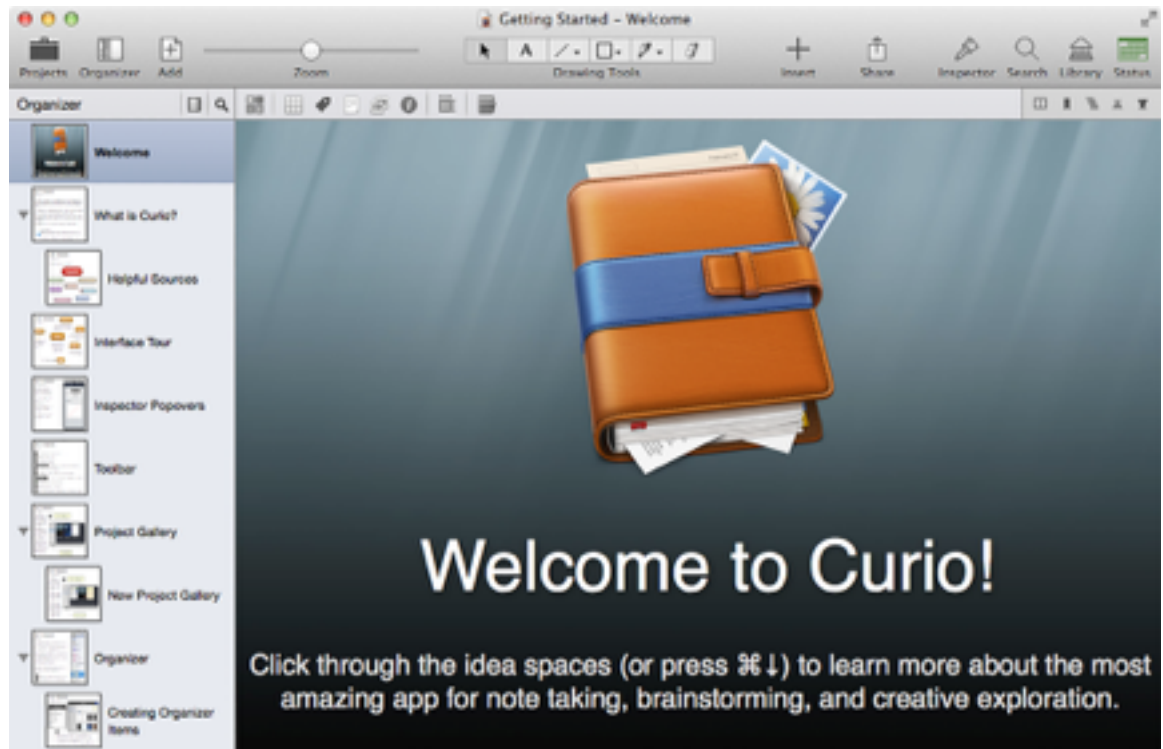 Getting Started – Welcome
Projects Organizer Add Zoom Drawing Tools Insert Share Inspector Search Library Status
A
Organizer
Welcome
What is Curio?
Helpful Sources
Interface Tour
Inspector Popovers
Toolbar
Project Gallery
New Project Gallery
Organizer
Creating Organizer
Items
Welcome to Curio!
Click through the idea spaces (or press ⌘↓) to learn more about the most
amazing app for note taking, brainstorming, and creative exploration.